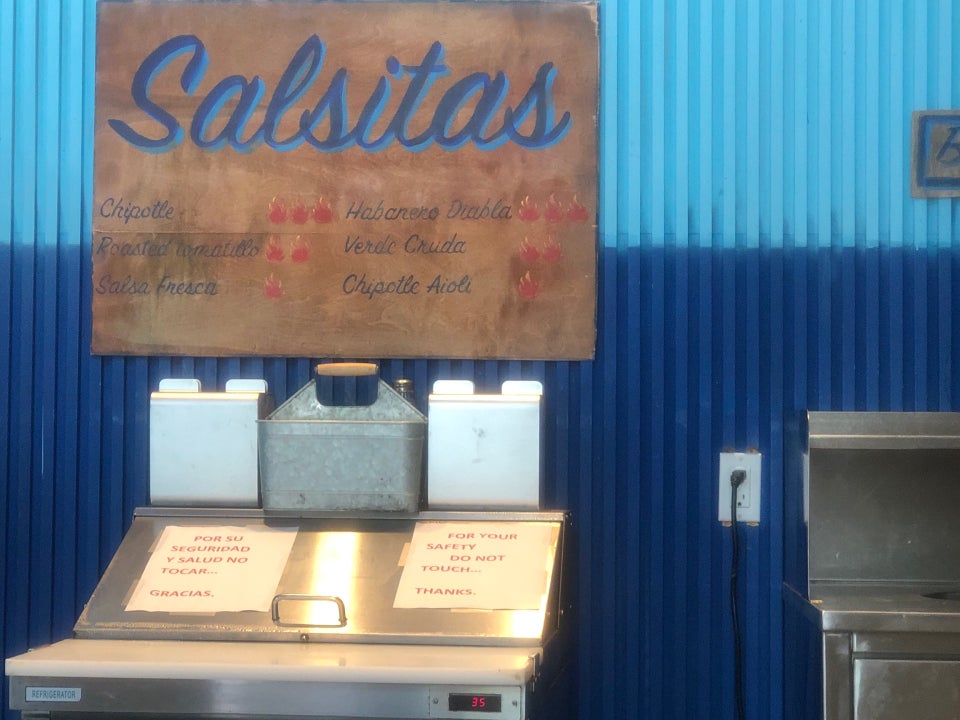 Salsitas
Chipotle
Roasted tomatillo
Salsa Fresca
Habanero Diabla
Verde Cruda
Chipotle Aioli
POR SU
SEGURIDAD
Y SALUD NO
TOCAR...
GRACIAS.
FOR YOUR
SAFETY
DO NOT
TOUCH...
THANKS.
REFRIGERATOR
35